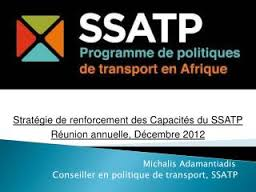 SSATP
Programme de politiques
de transport en Afrique
Stratégie de renforcement des Capacités du SSATP
Réunion annuelle, Décembre 2012
Michalis Adamantiadis
Conseiller en politique de transport, SSATP